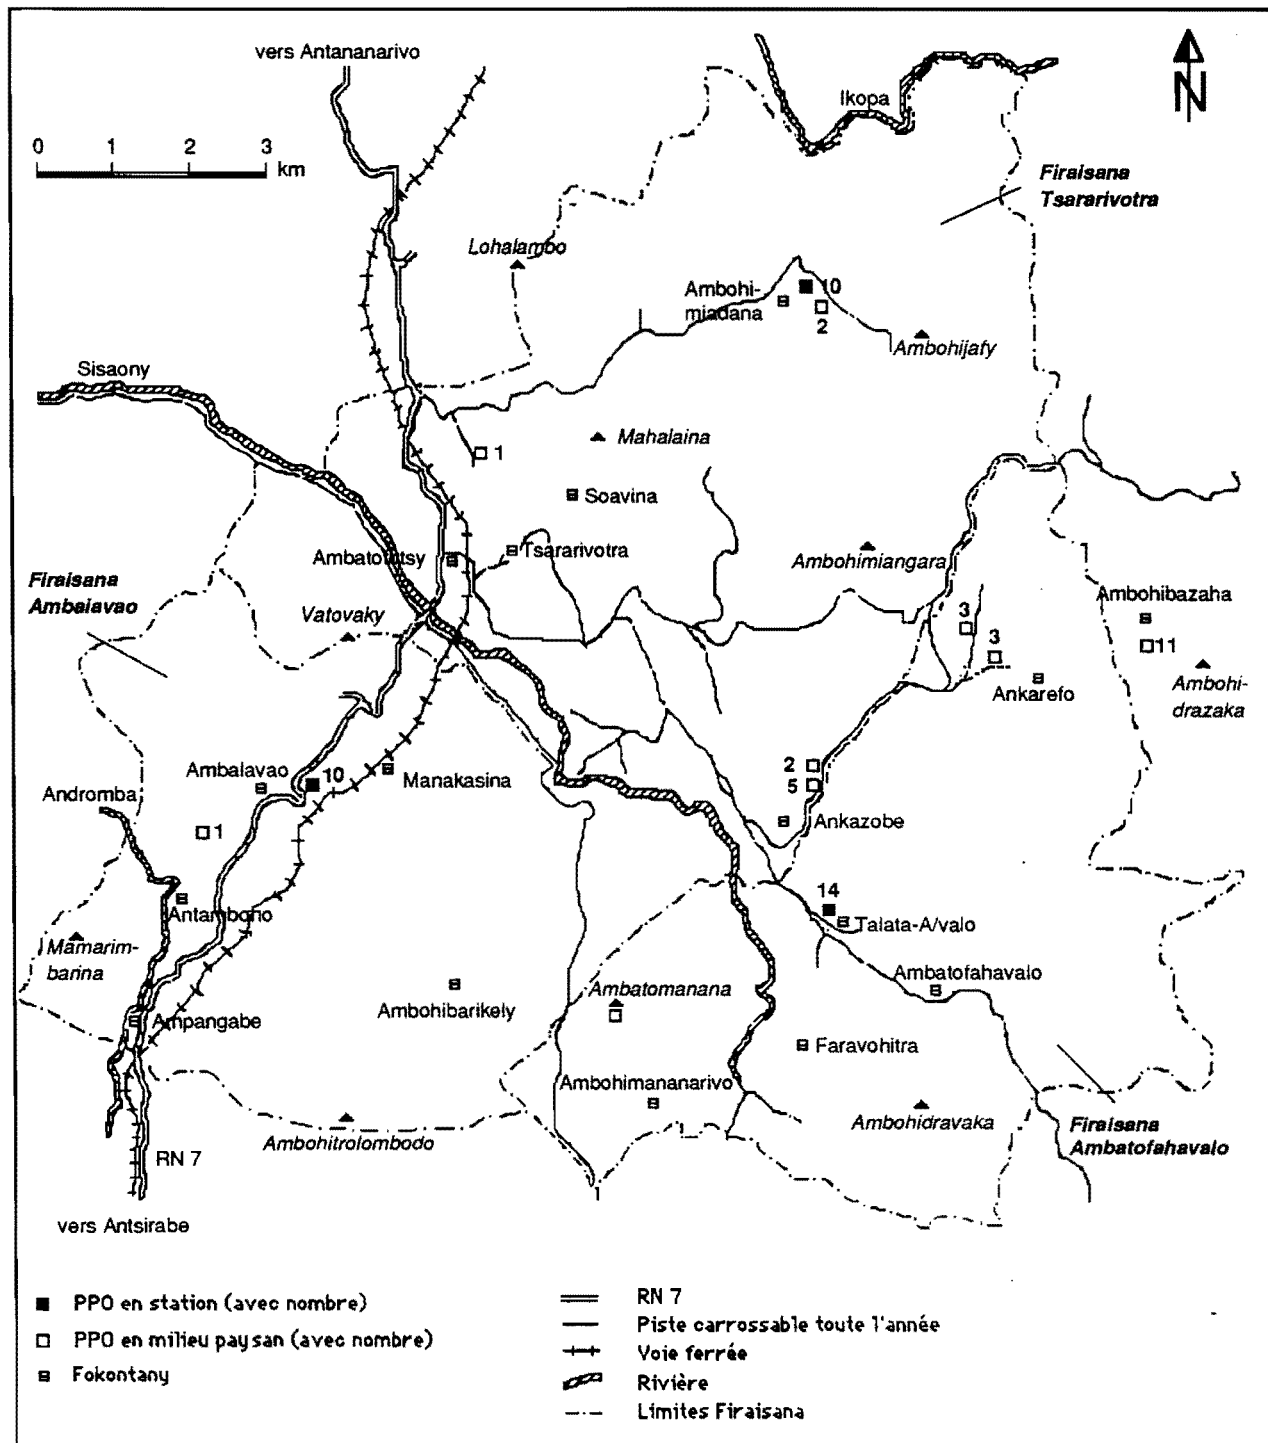 vers Antananarivo
N
Ikopa
0 1 2 3
km
Firaisana
Tsararivotra
Lohalambo
Ambohi-
miadana
10
2
Ambohijafy
Sisaony
Mahalaina
1
Soavina
Ambatofotsy
Tsararivotra
Ambohimiangara
Firaisana
Ambalavao
Vatovaky
Ambohibazaha
3
3
11
Ankarefo
Ambohi-
drazaka
Ambalavao
10
Manakasina
2
5
Andromba
1
Ankazobe
14
Antambono
Talata-A/valo
Mamarim-
barina
Ambatofahavalo
Ambohibarikely
Ambatomanana
Ampangabe
Faravohitra
Ambohimananarivo
Ambohitrolombodo
Ambohidravaka
Firaisana
Ambatofahavalo
RN 7
vers Antsirabe
PPO en station (avec nombre)
PPO en milieu paysan (avec nombre)
Fokontany
RN 7
Piste carrossable toute l'année
Voie ferrée
Rivière
Limites Firaisana